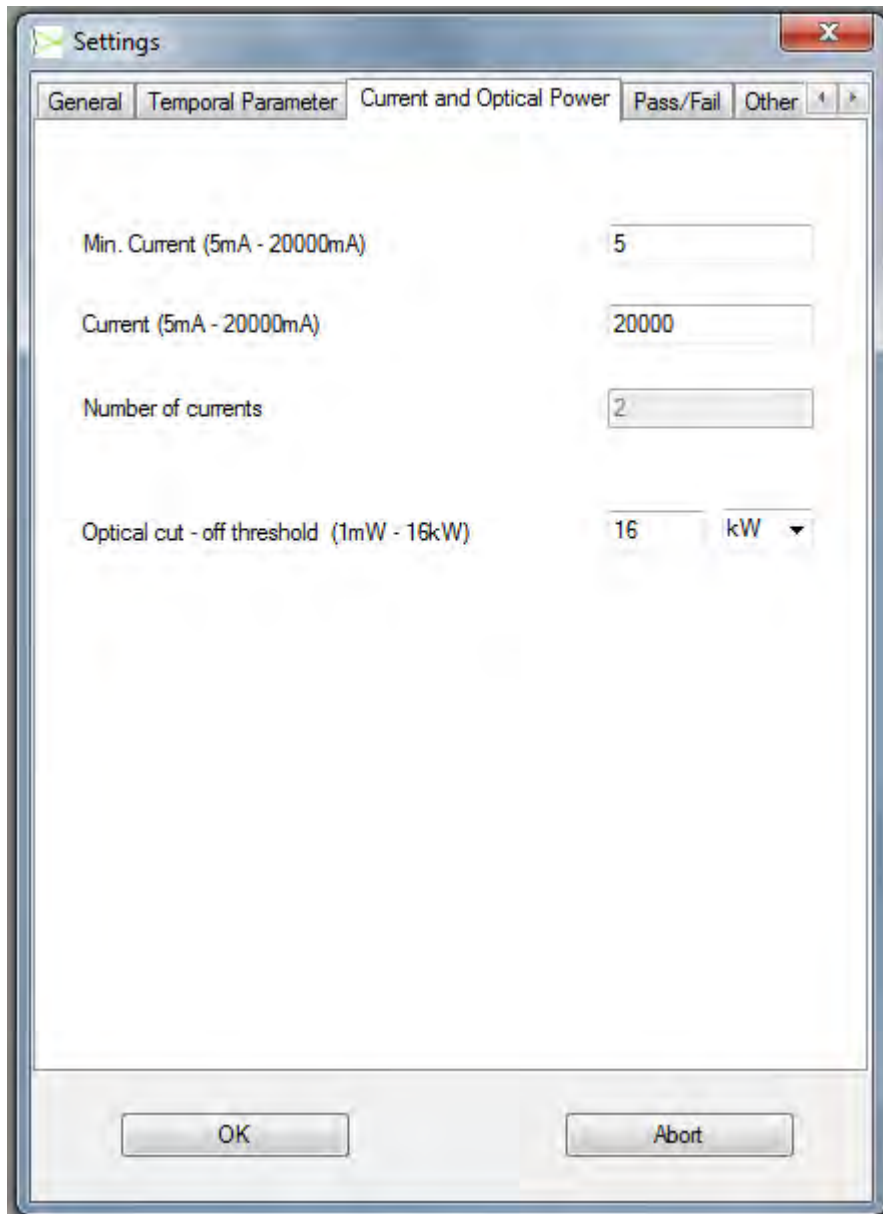 Settings
General Temporal Parameter Current and Optical Power Pass/Fail Other
Min. Current (5mA - 20000mA) 5
Current (5mA - 20000mA) 20000
Number of currents 2
Optical cut - off threshold (1mW - 16kW) 16 kW
OK Abort